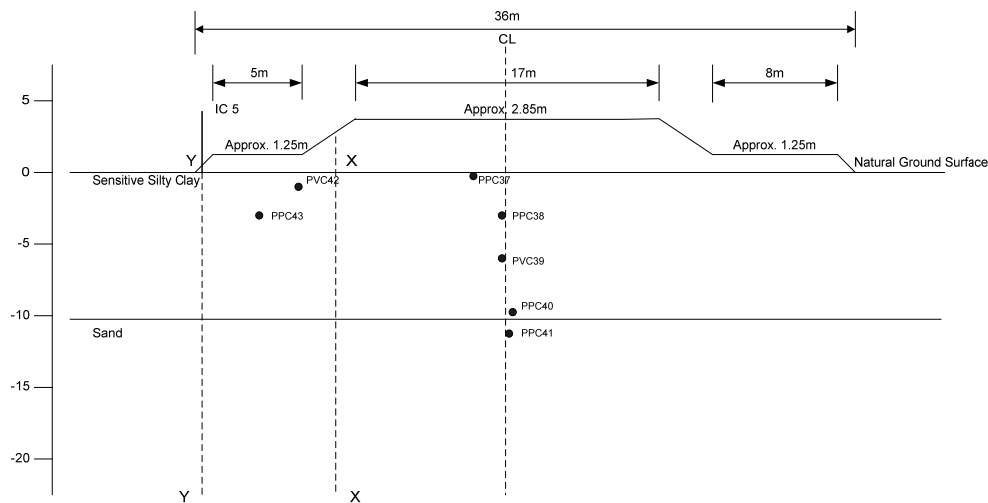 36m
CL
5m
17m
8m
5
IC 5
Approx. 2.85m
Approx. 1.25m
Approx. 1.25m
Y
X
Natural Ground Surface
0
Sensitive Silty Clay
PVC42
PPC37
PPC43
PPC38
-5
PVC39
PPC40
-10
Sand
PPC41
-15
-20
Y
X